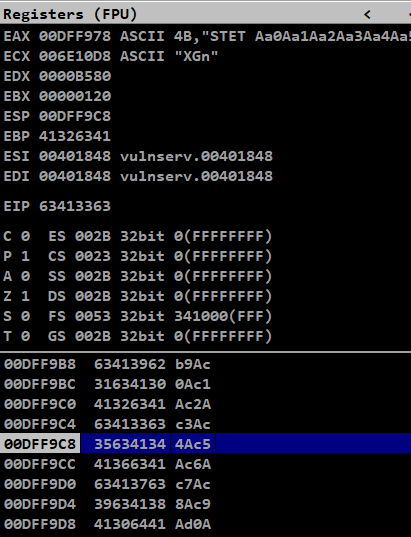 Registers (FPU) <
EAX 00DFF978 ASCII 4B,"STET Aa0Aa1Aa2Aa3Aa4Aa5
ECX 006E10D8 ASCII "XGn"
EDX 0000B580
EBX 00000120
ESP 00DFF9C8
EBP 41326341
ESI 00401848 vulnserv.00401848
EDI 00401848 vulnserv.00401848
EIP 63413363
C 0 ES 002B 32bit 0(FFFFFFFF)
P 1 CS 0023 32bit 0(FFFFFFFF)
A 0 SS 002B 32bit 0(FFFFFFFF)
Z 1 DS 002B 32bit 0(FFFFFFFF)
S 0 FS 0053 32bit 341000(FFF)
T 0 GS 002B 32bit 0(FFFFFFFF)
00DFF9B8 63413962 b9Ac
00DFF9BC 31634130 0Ac1
00DFF9C0 41326341 Ac2A
00DFF9C4 63413363 c3Ac
00DFF9C8 35634134 4Ac5
00DFF9CC 41366341 Ac6A
00DFF9D0 63413763 c7Ac
00DFF9D4 39634138 8Ac9
00DFF9D8 41306441 Ad0A